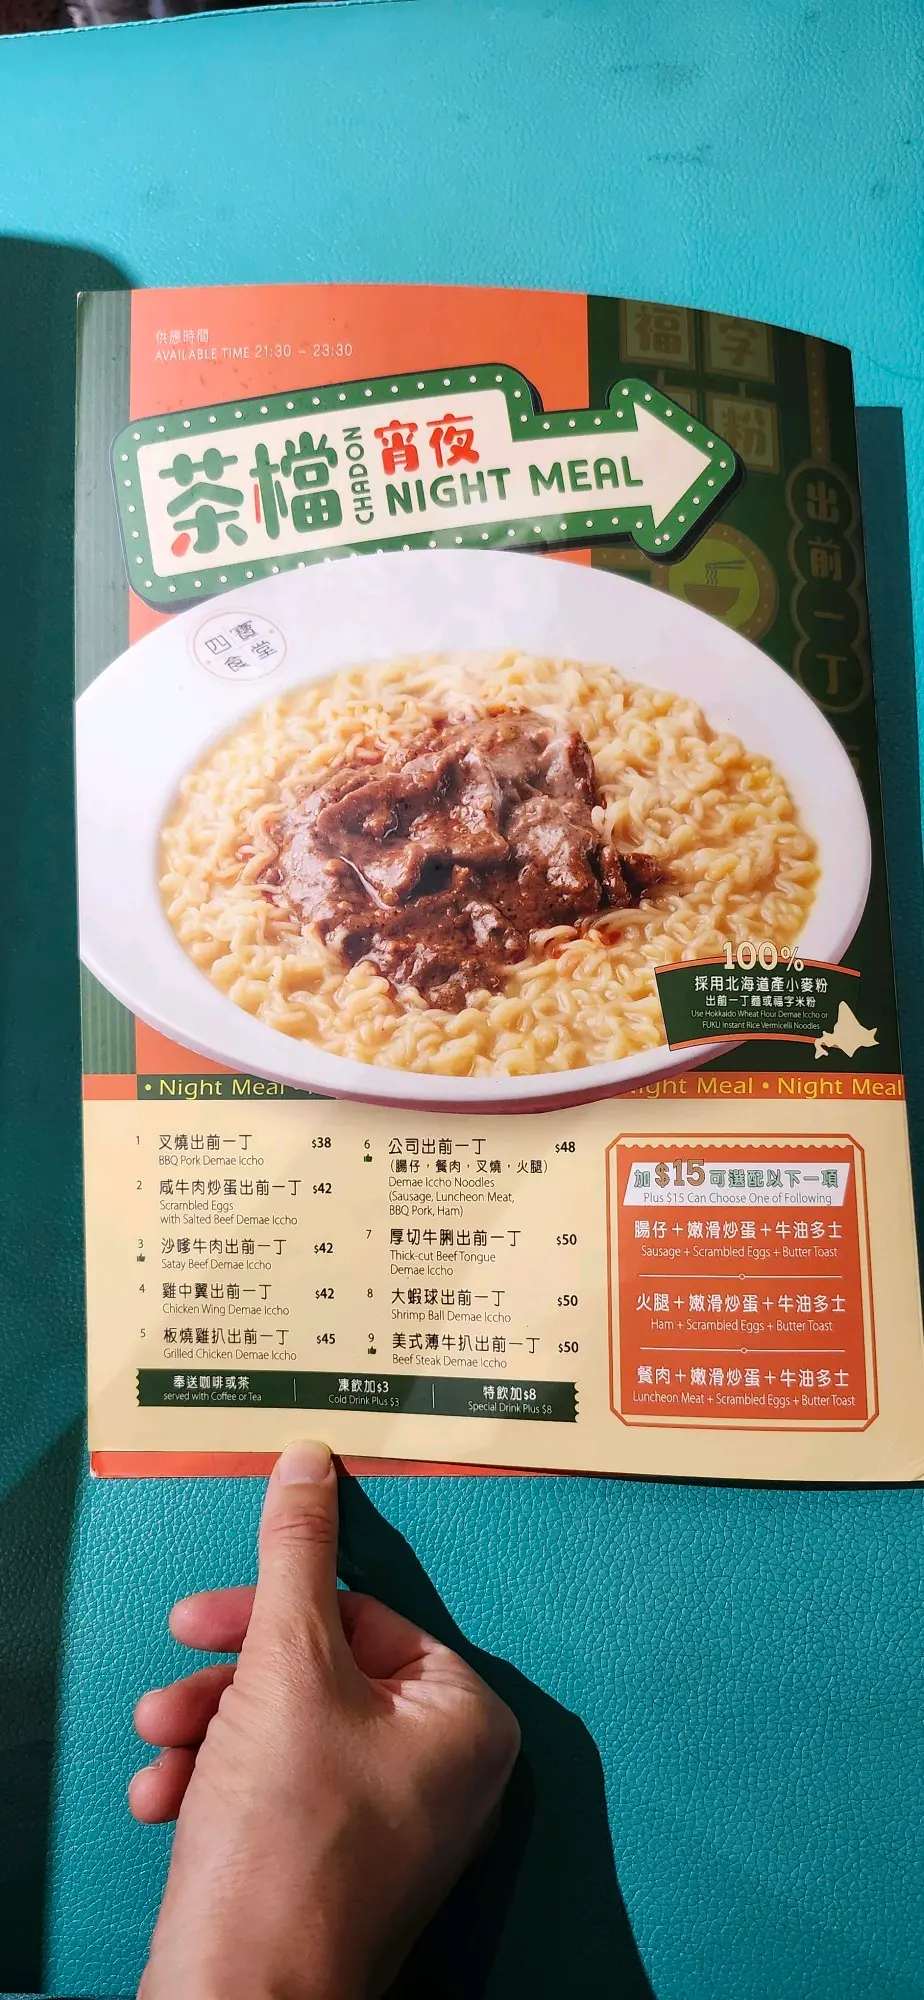 供應時間
AVAILABLE TIME 21:30 – 23:30
福字
粉
出前一丁
茶檔
CHADON
宵夜
NIGHT MEAL
四寶食堂
100%
採用北海道產小麥粉
出前一丁麵或福字米粉
Use Hokkaido Wheat Flour Demae Iccho or
FUKU Instant Rice Vermicelli Noodles
• Night Meal
ght Meal • Night Meal
1 叉燒出前一丁 $38
BBQ Pork Demae Iccho
2 咸牛肉炒蛋出前一丁 $42
Scrambled Eggs
with Salted Beef Demae Iccho
3 沙嗲牛肉出前一丁 $42
Satay Beef Demae Iccho
4 雞中翼出前一丁 $42
Chicken Wing Demae Iccho
5 板燒雞扒出前一丁 $45
Grilled Chicken Demae Iccho
6 公司出前一丁 $48
(腸仔，餐肉，叉燒，火腿)
Demae Iccho Noodles
(Sausage, Luncheon Meat,
BBQ Pork, Ham)
7 厚切牛脷出前一丁 $50
Thick-cut Beef Tongue
Demae Iccho
8 大蝦球出前一丁 $50
Shrimp Ball Demae Iccho
9 美式薄牛扒出前一丁 $50
Beef Steak Demae Iccho
奉送咖啡或茶
served with Coffee or Tea
凍飲加$3
Cold Drink Plus $3
特飲加$8
Special Drink Plus $8
加$15可選配以下一項
Plus $15 Can Choose One of Following
腸仔＋嫩滑炒蛋＋牛油多士
Sausage + Scrambled Eggs + Butter Toast
火腿＋嫩滑炒蛋＋牛油多士
Ham + Scrambled Eggs + Butter Toast
餐肉＋嫩滑炒蛋＋牛油多士
Luncheon Meat + Scrambled Eggs + Butter Toast